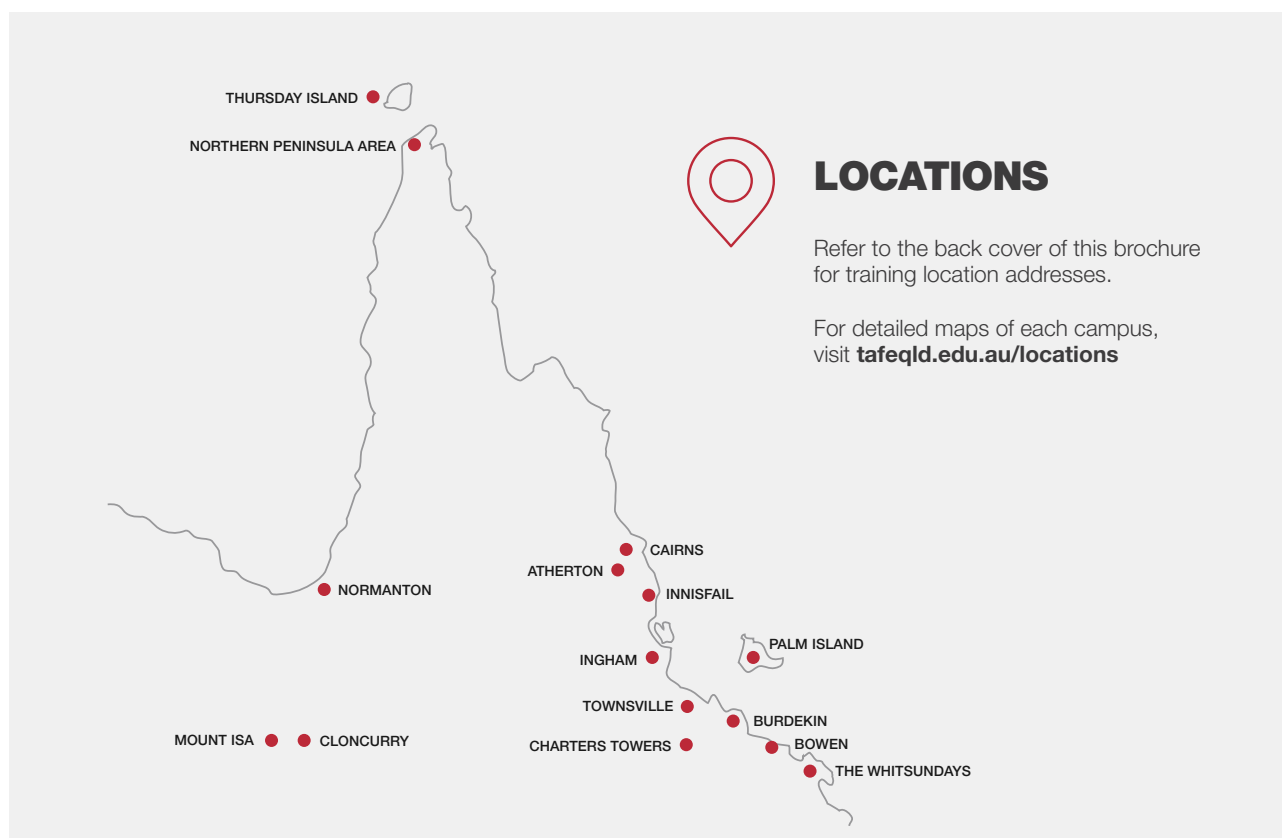 THURSDAY ISLAND
NORTHERN PENINSULA AREA
LOCATIONS
Refer to the back cover of this brochure
for training location addresses.
For detailed maps of each campus,
visit tafeqld.edu.au/locations
CAIRNS
ATHERTON
NORMANTON
INNISFAIL
PALM ISLAND
INGHAM
TOWNSVILLE
BURDEKIN
MOUNT ISA
CLONCURRY
CHARTERS TOWERS
BOWEN
THE WHITSUNDAYS